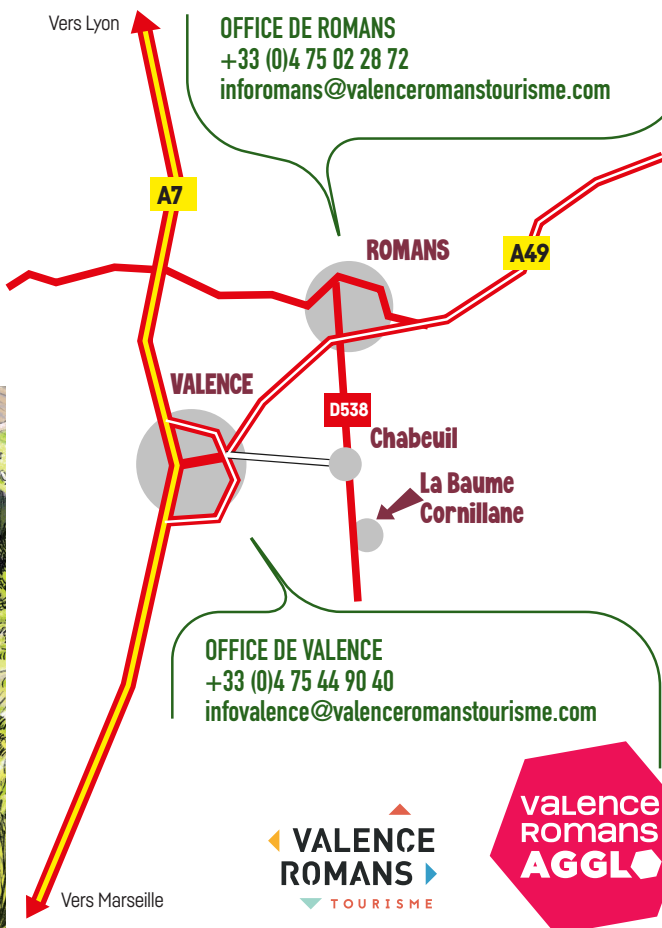 Vers Lyon
OFFICE DE ROMANS
+33 (0)4 75 02 28 72
inforomans@valenceromanstourisme.com
A7
ROMANS
A49
VALENCE
D538
Chabeuil
La Baume
Cornillane
OFFICE DE VALENCE
+33 (0)4 75 44 90 40
infovalence@valenceromanstourisme.com
VALENCE
ROMANS
TOURISME
valence
ROMANS
AGGLO
Vers Marseille